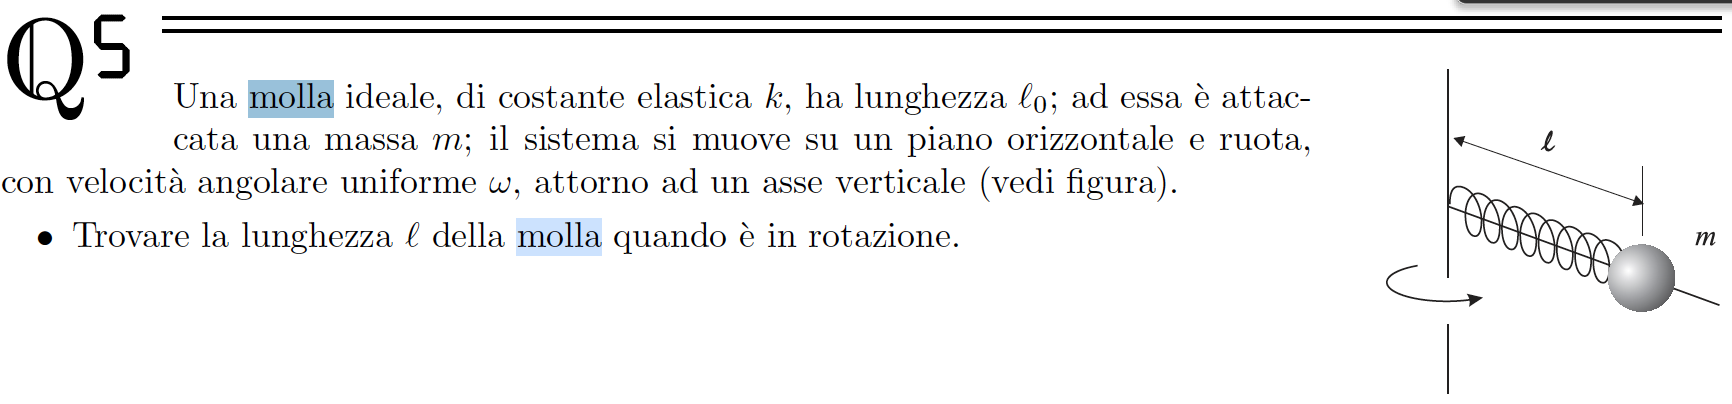 Q5
Una molla ideale, di costante elastica k, ha lunghezza ℓ₀; ad essa è attac-
cata una massa m; il sistema si muove su un piano orizzontale e ruota,
con velocità angolare uniforme ω, attorno ad un asse verticale (vedi figura).
• Trovare la lunghezza ℓ della molla quando è in rotazione.
ℓ
m